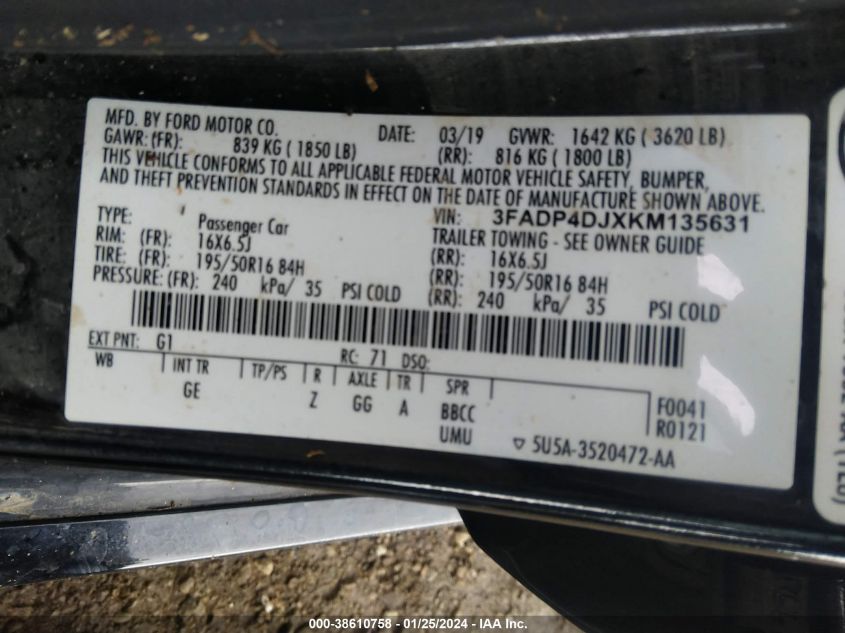 MFD. BY FORD MOTOR CO.
DATE: 03/19 GVWR: 1642 KG ( 3620 LB)
GAWR:(FR): 839 KG ( 1850 LB) (RR): 816 KG ( 1800 LB)
THIS VEHICLE CONFORMS TO ALL APPLICABLE FEDERAL MOTOR VEHICLE SAFETY, BUMPER,
AND THEFT PREVENTION STANDARDS IN EFFECT ON THE DATE OF MANUFACTURE SHOWN ABOVE.
VIN: 3FADP4DJXKM135631
TYPE: Passenger Car TRAILER TOWING - SEE OWNER GUIDE
RIM: (FR): 16X6.5J (RR): 16X6.5J
TIRE: (FR): 195/50R16 84H (RR): 195/50R16 84H
PRESSURE: (FR): 240 kPa/ 35 PSI COLD (RR): 240 kPa/ 35 PSI COLD
EXT PNT: G1 RC: 71 DSO:
WB INT TR TP/PS R AXLE TR SPR
GE Z GG A BBCC F0041
UMU R0121
▽ 5U5A-3520472-AA
000-38610758 - 01/25/2024 - IAA Inc.